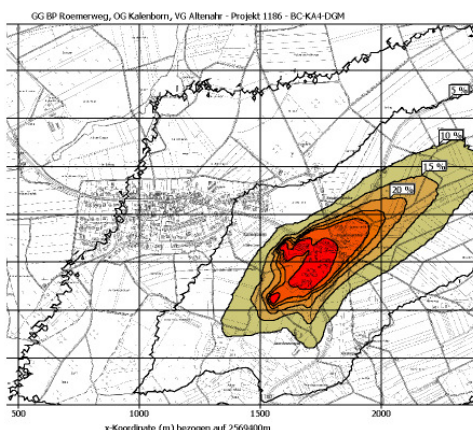 GG BP Roemerweg, OG Kalenborn, VG Altenahr - Projekt 1186 - BC-KA4-DGM
5 %
10 %
15 %
20 %
500 1000 1500 2000
x-Koordinate (m) bezogen auf 2569400m